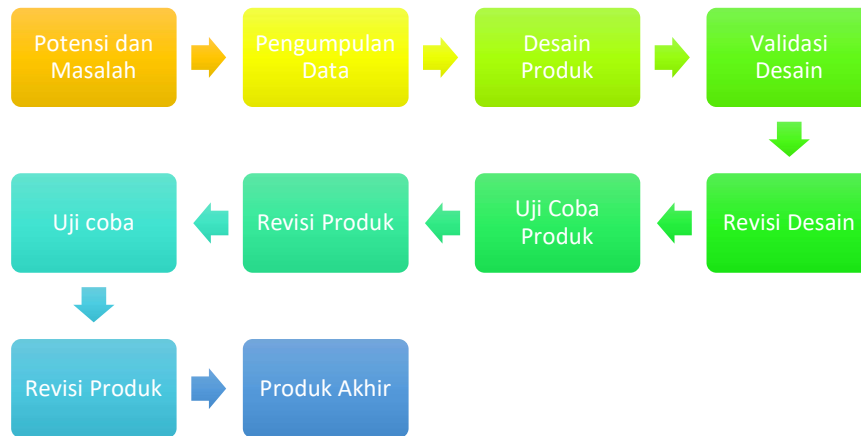 Potensi dan
Masalah
Pengumpulan
Data
Desain
Produk
Validasi
Desain
Revisi Desain
Uji Coba
Produk
Revisi Produk
Uji coba
Revisi Produk
Produk Akhir